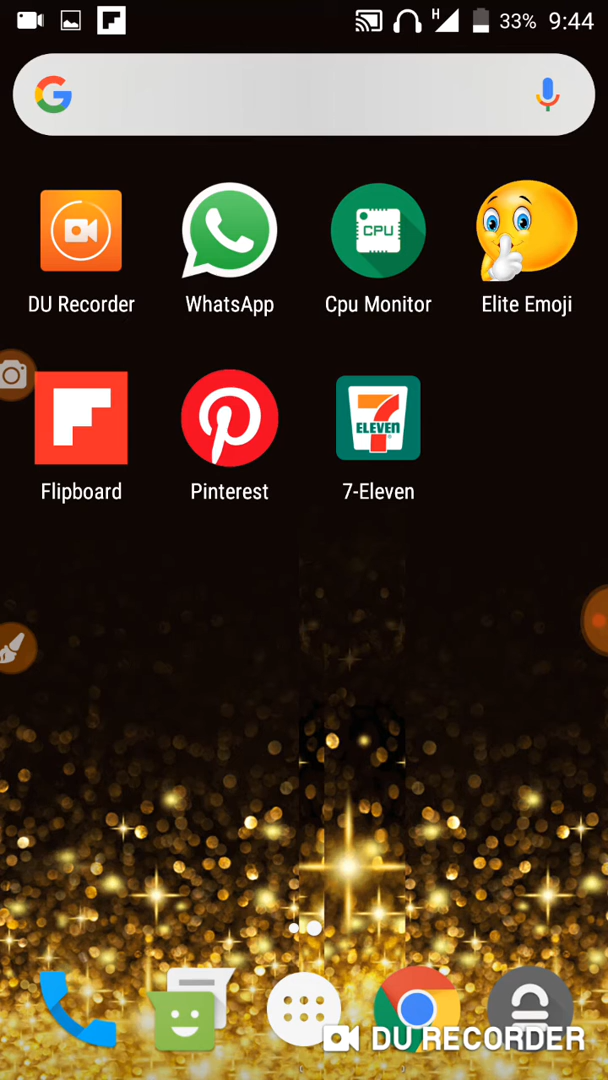 H 33% 9:44
CPU
DU Recorder WhatsApp Cpu Monitor Elite Emoji
7
ELEVEN
Flipboard Pinterest 7-Eleven
DU RECORDER